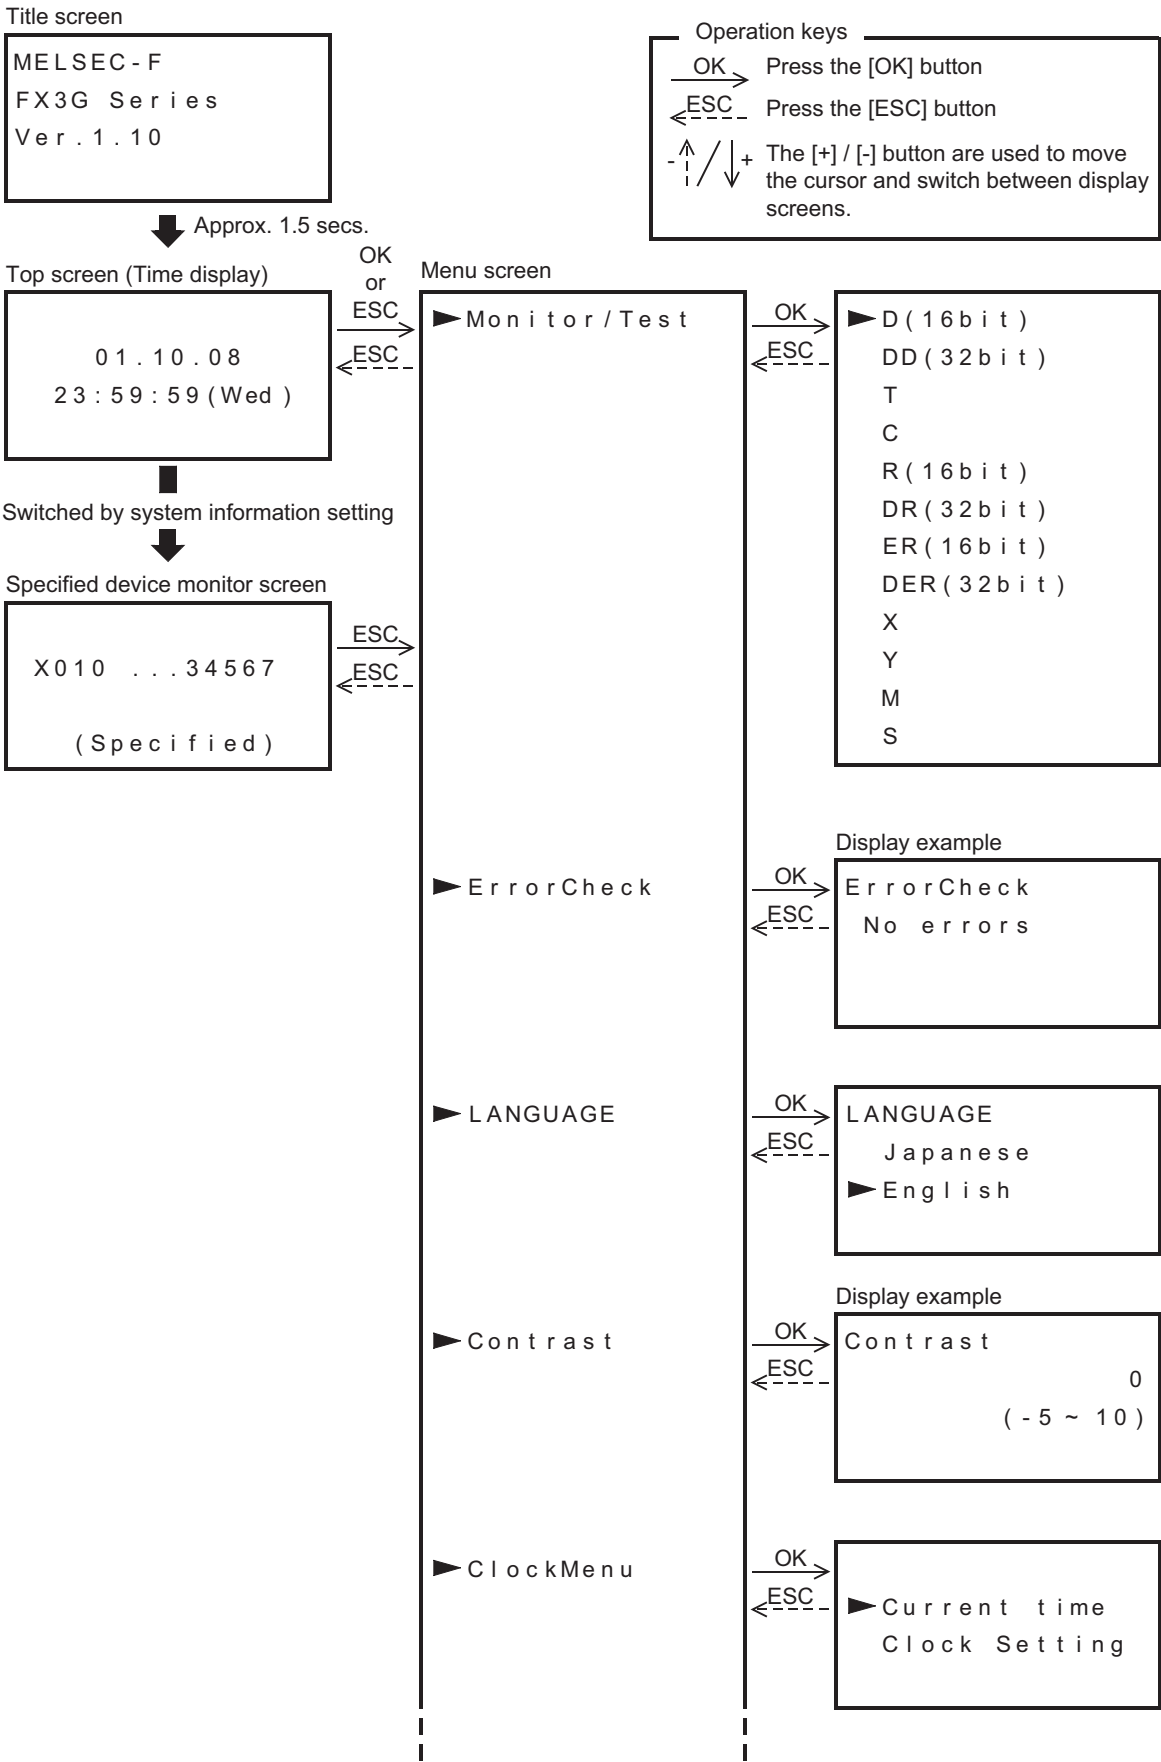 Title screen
MELSEC-F
FX3G Series
Ver.1.10
Operation keys
OK Press the [OK] button
ESC Press the [ESC] button
- / + The [+] / [-] button are used to move
the cursor and switch between display
screens.
Approx. 1.5 secs.
Top screen (Time display)
01.10.08
23:59:59(Wed)
OK
or
ESC
ESC
Switched by system information setting
Specified device monitor screen
X010 ...34567
(Specified)
ESC
ESC
Menu screen
Monitor/Test
OK
ESC
D(16bit)
DD(32bit)
T
C
R(16bit)
DR(32bit)
ER(16bit)
DER(32bit)
X
Y
M
S
ErrorCheck
OK
ESC
Display example
ErrorCheck
No errors
LANGUAGE
OK
ESC
LANGUAGE
Japanese
English
Contrast
OK
ESC
Display example
Contrast
0
(-5 ~ 10)
ClockMenu
OK
ESC
Current time
Clock Setting